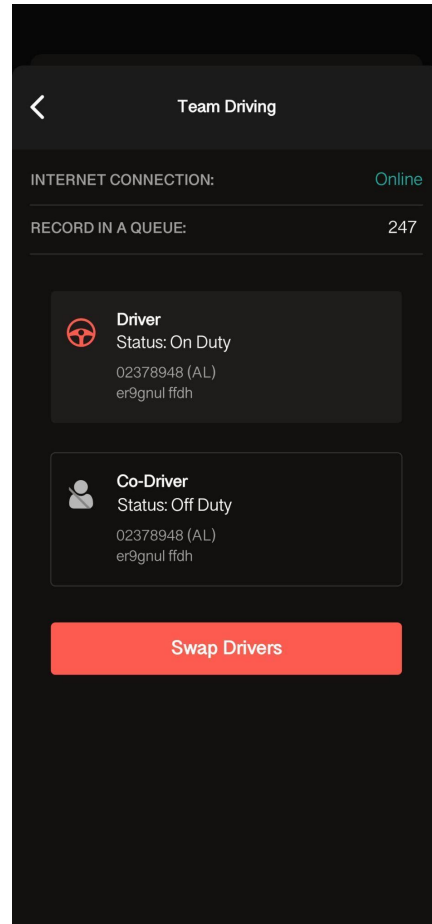 Team Driving
INTERNET CONNECTION: Online
RECORD IN A QUEUE: 247
Driver
Status: On Duty
02378948 (AL)
er9gnul ffdh
Co-Driver
Status: Off Duty
02378948 (AL)
er9gnul ffdh
Swap Drivers